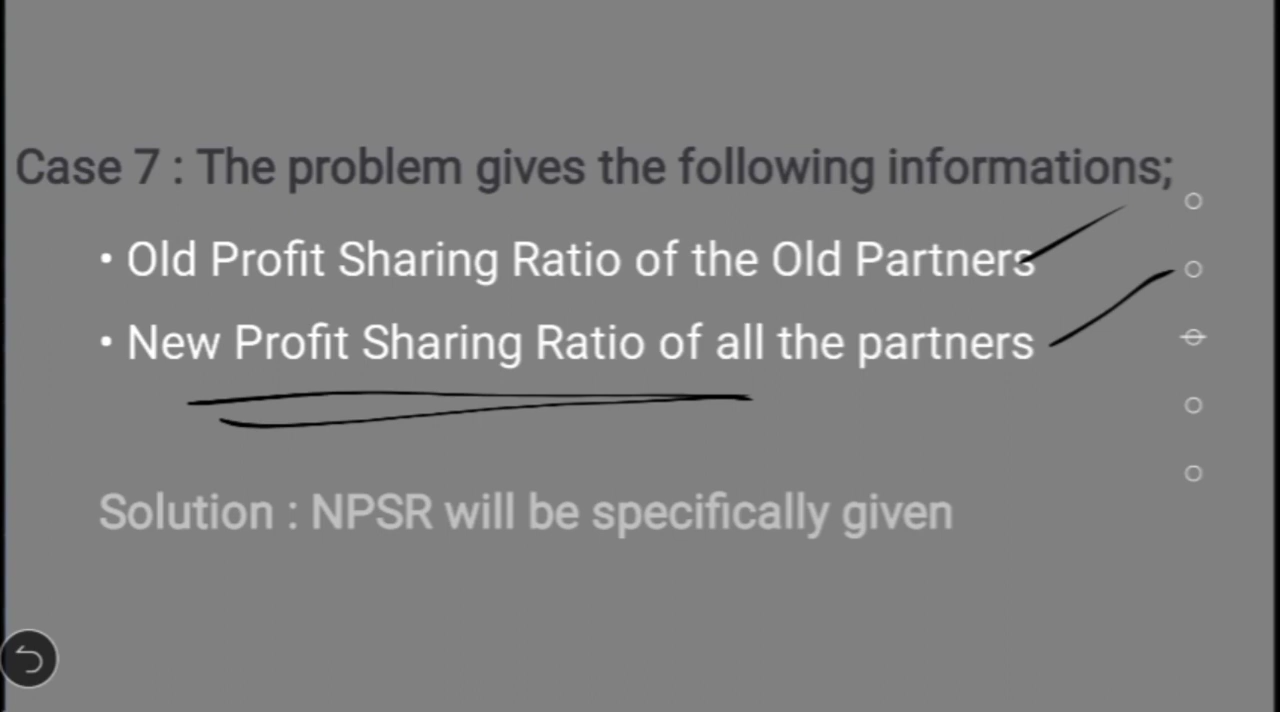 Case 7 : The problem gives the following informations;
• Old Profit Sharing Ratio of the Old Partners
• New Profit Sharing Ratio of all the partners
Solution : NPSR will be specifically given